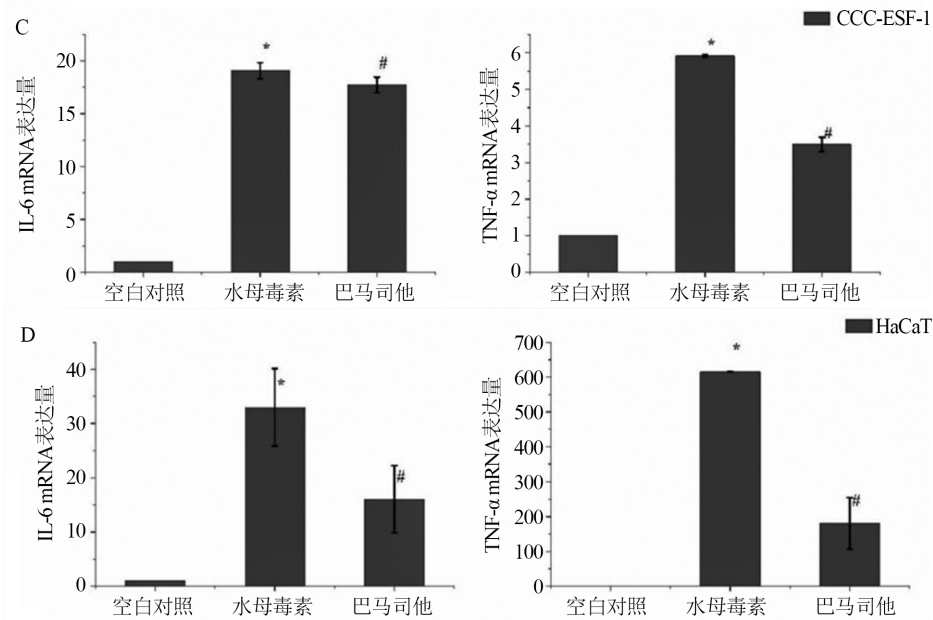 C
CCC-ESF-1
IL-6 mRNA表达量
20
15
10
5
0
*
#
空白对照 水母毒素 巴马司他
TNF-α mRNA表达量
6
5
4
3
2
1
0
*
#
空白对照 水母毒素 巴马司他
D
HaCaT
IL-6 mRNA表达量
40
30
20
10
0
*
#
空白对照 水母毒素 巴马司他
TNF-α mRNA表达量
700
600
500
400
300
200
100
0
*
#
空白对照 水母毒素 巴马司他